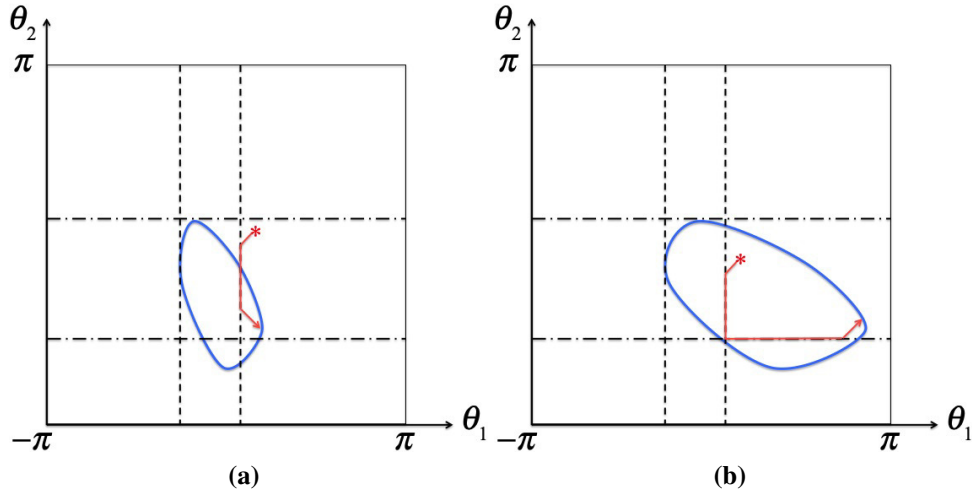 θ₂ θ₂
π π
* *
θ₁ θ₁
−π π −π π
(a) (b)